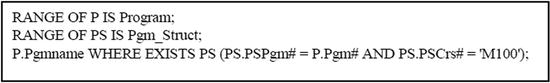 RANGE OF P IS Program;
RANGE OF PS IS Pgm_Struct;
P.Pgmname WHERE EXISTS PS (PS.PSPgm# = P.Pgm# AND PS.PSCrs# = 'M100');